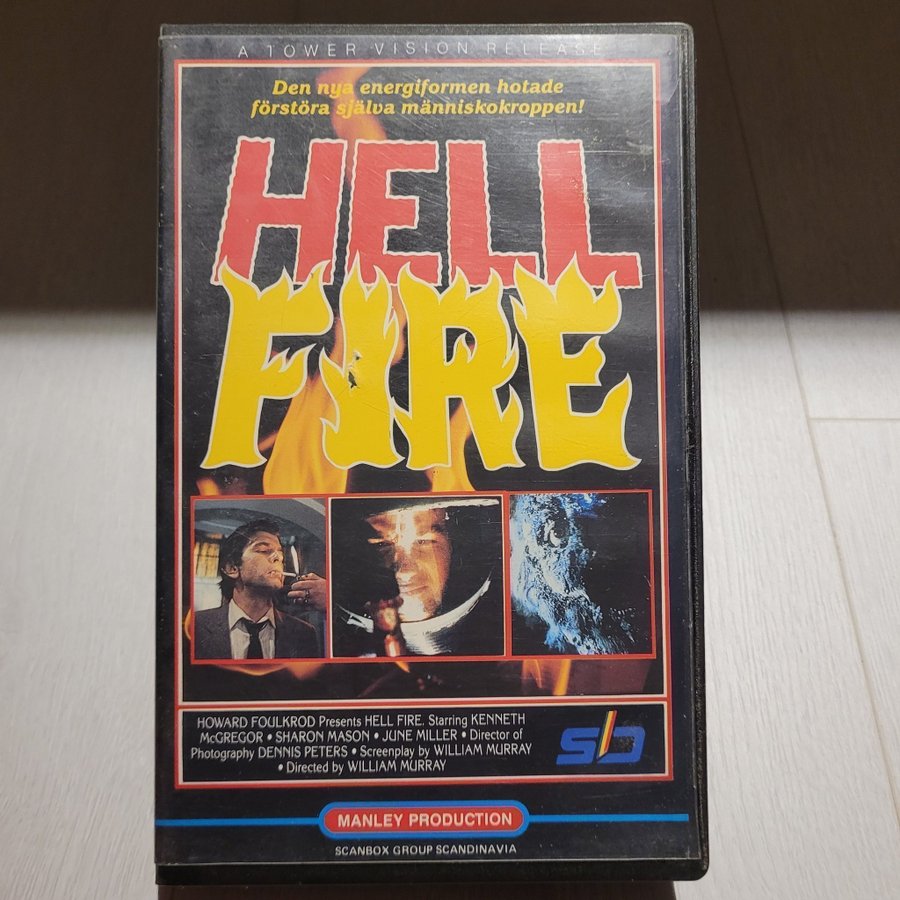 A TOWER VISION RELEASE
Den nya energiformen hotade
förstöra själva människokroppen!
HELL
FIRE
HOWARD FOULKROD Presents HELL FIRE. Starring KENNETH
McGREGOR • SHARON MASON • JUNE MILLER • Director of
Photography DENNIS PETERS • Screenplay by WILLIAM MURRAY
• Directed by WILLIAM MURRAY
sb
MANLEY PRODUCTION
SCANBOX GROUP SCANDINAVIA